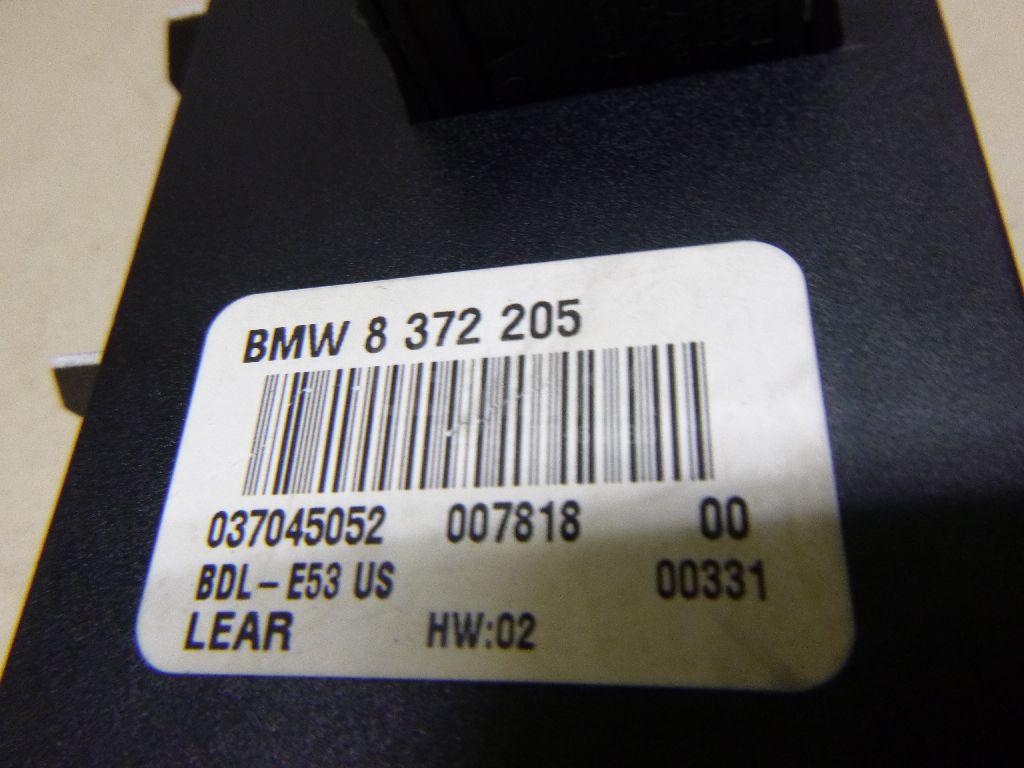 BMW 8 372 205
037045052 007818 00
BDL-E53 US 00331
LEAR HW:02